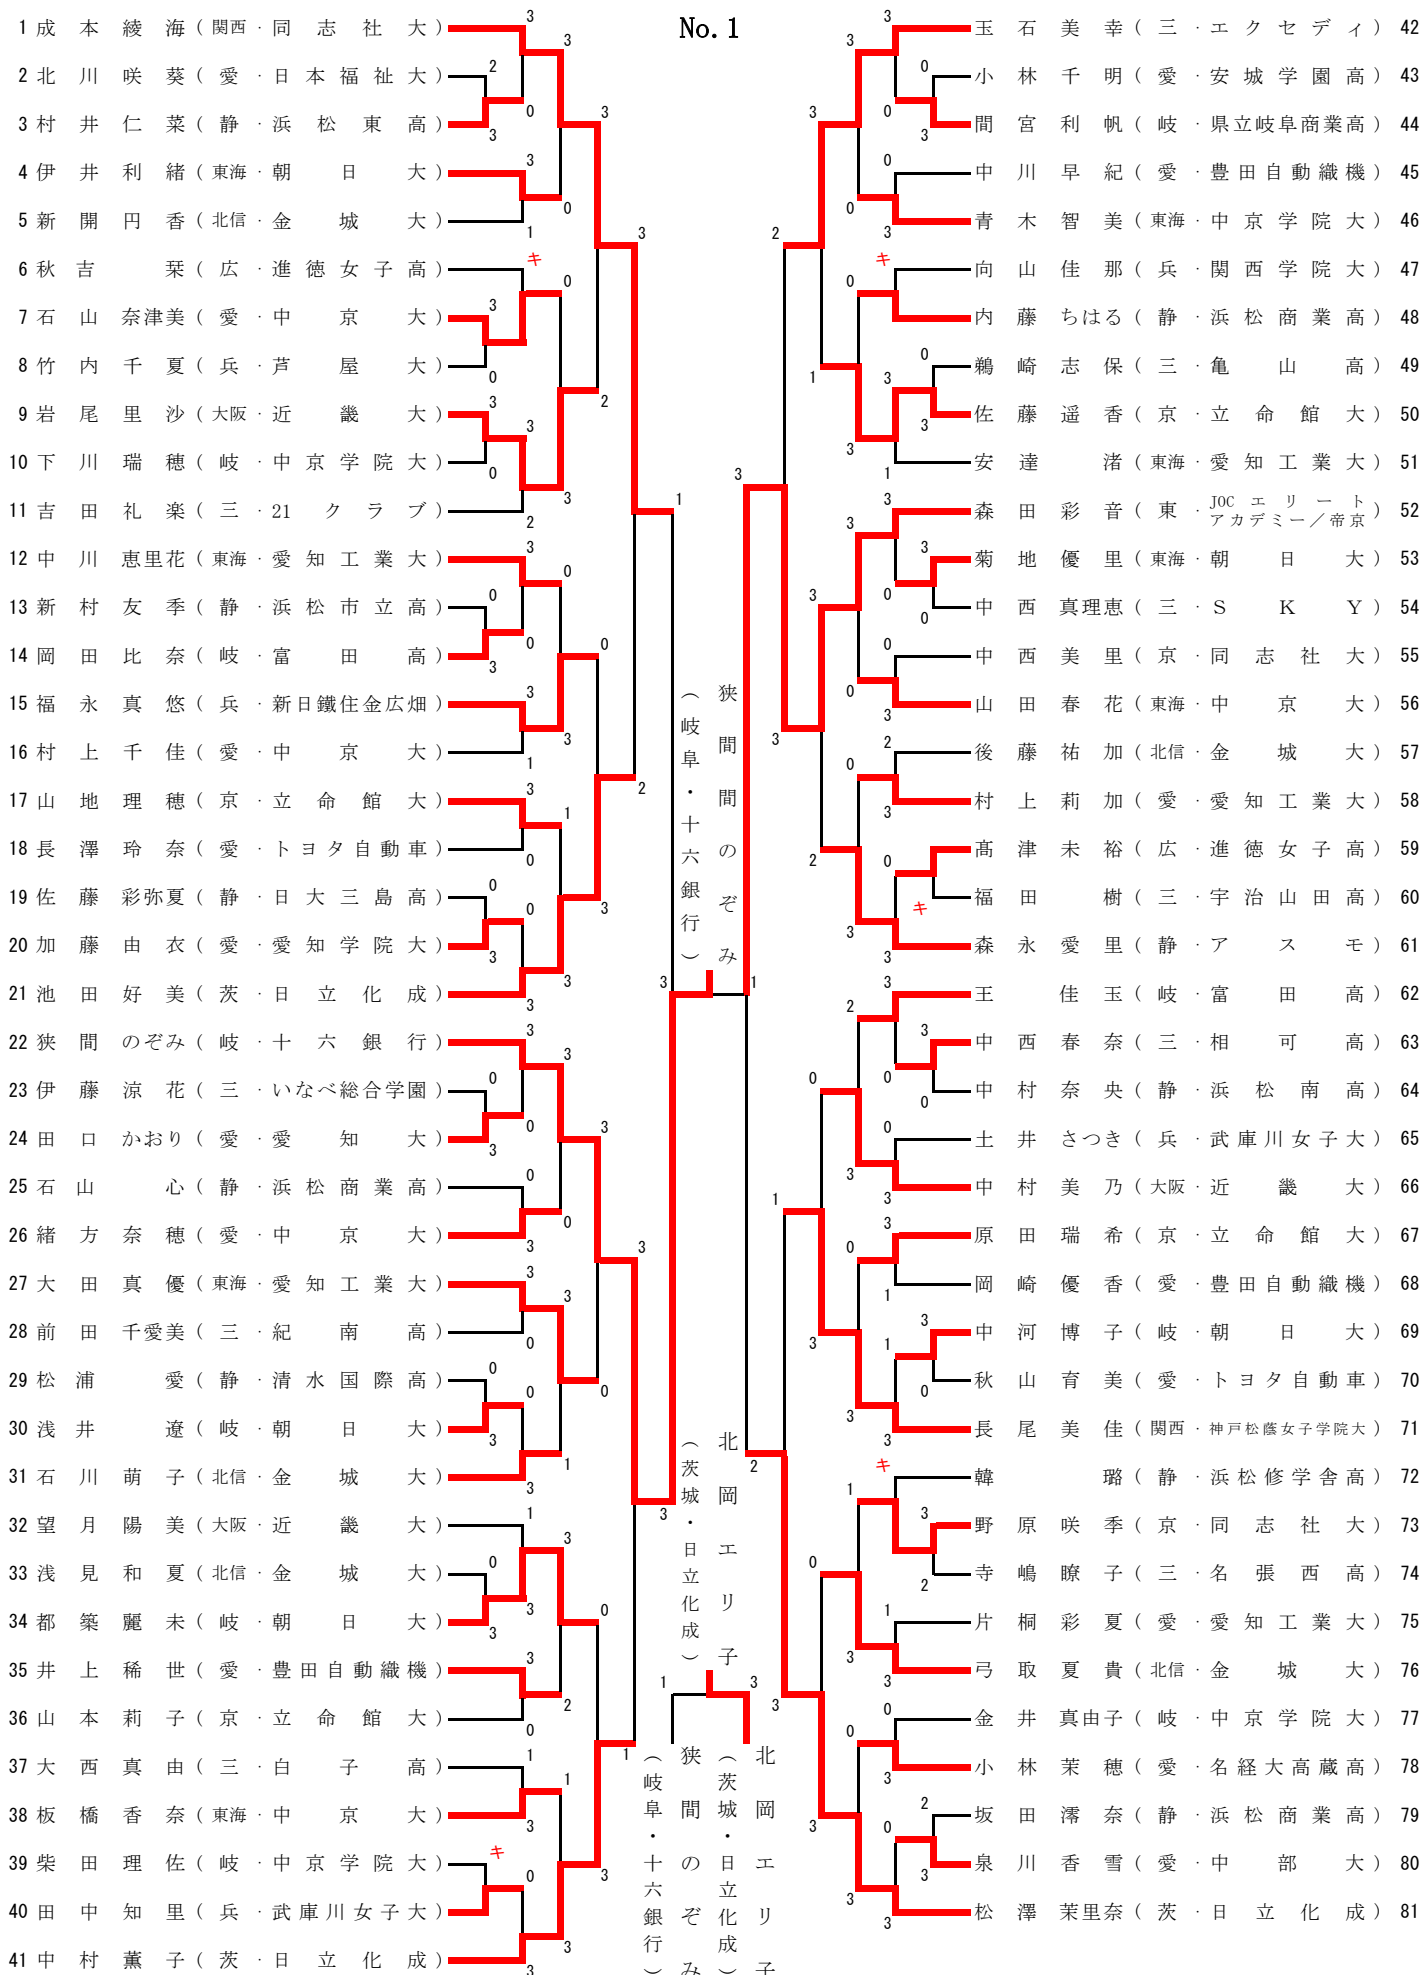 No. 1
1 成本綾海（関西・同志社大）
2 北川咲葵（愛・日本福祉大）
3 村井仁菜（静・浜松東高）
4 伊井利緒（東海・朝日大）
5 新開円香（北信・金城大）
6 秋吉栞（広・進徳女子高）
7 石山奈津美（愛・中京大）
8 竹内千夏（兵・芦屋大）
9 岩尾里沙（大阪・近畿大）
10 下川瑞穂（岐・中京学院大）
11 吉田礼楽（三・21クラブ）
12 中川恵里花（東海・愛知工業大）
13 新村友季（静・浜松市立高）
14 岡田比奈（岐・富田高）
15 福永真悠（兵・新日鐵住金広畑）
16 村上千佳（愛・中京大）
17 山地理穂（京・立命館大）
18 長澤玲奈（愛・トヨタ自動車）
19 佐藤彩弥夏（静・日大三島高）
20 加藤由衣（愛・愛知学院大）
21 池田好美（茨・日立化成）
22 狭間のぞみ（岐・十六銀行）
23 伊藤涼花（三・いなべ総合学園）
24 田口かおり（愛・愛知大）
25 石山心（静・浜松商業高）
26 緒方奈穂（愛・中京大）
27 大田真優（東海・愛知工業大）
28 前田千愛美（三・紀南高）
29 松浦愛（静・清水国際高）
30 浅井遼（岐・朝日大）
31 石川萌子（北信・金城大）
32 望月陽美（大阪・近畿大）
33 浅見和夏（北信・金城大）
34 都築麗未（岐・朝日大）
35 井上稀世（愛・豊田自動織機）
36 山本莉子（京・立命館大）
37 大西真由（三・白子高）
38 板橋香奈（東海・中京大）
39 柴田理佐（岐・中京学院大）
40 田中知里（兵・武庫川女子大）
41 中村薫子（茨・日立化成）
玉石美幸（三・エクセディ） 42
小林千明（愛・安城学園高） 43
間宮利帆（岐・県立岐阜商業高） 44
中川早紀（愛・豊田自動織機） 45
青木智美（東海・中京学院大） 46
向山佳那（兵・関西学院大） 47
内藤ちはる（静・浜松商業高） 48
鵜崎志保（三・亀山高） 49
佐藤遥香（京・立命館大） 50
安達渚（東海・愛知工業大） 51
森田彩音（東・JOCエリートアカデミー／帝京） 52
菊地優里（東海・朝日大） 53
中西真理恵（三・SKY） 54
中西美里（京・同志社大） 55
山田春花（東海・中京大） 56
後藤祐加（北信・金城大） 57
村上莉加（愛・愛知工業大） 58
髙津未裕（広・進徳女子高） 59
福田樹（三・宇治山田高） 60
森永愛里（静・アスモ） 61
王佳玉（岐・富田高） 62
中西春奈（三・相可高） 63
中村奈央（静・浜松南高） 64
土井さつき（兵・武庫川女子大） 65
中村美乃（大阪・近畿大） 66
原田瑞希（京・立命館大） 67
岡崎優香（愛・豊田自動織機） 68
中河博子（岐・朝日大） 69
秋山育美（愛・トヨタ自動車） 70
長尾美佳（関西・神戸松蔭女子学院大） 71
韓璐（静・浜松修学舎高） 72
野原咲季（京・同志社大） 73
寺嶋瞭子（三・名張西高） 74
片桐彩夏（愛・愛知工業大） 75
弓取夏貴（北信・金城大） 76
金井真由子（岐・中京学院大） 77
小林茉穂（愛・名経大高蔵高） 78
坂田澪奈（静・浜松商業高） 79
泉川香雪（愛・中部大） 80
松澤茉里奈（茨・日立化成） 81
狭間間のぞみ
（岐阜・十六銀行）
北岡エリ子
（茨城・日立化成）
狭間のぞみ
（岐阜・十六銀行）
北岡エリ子
（茨城・日立化成）